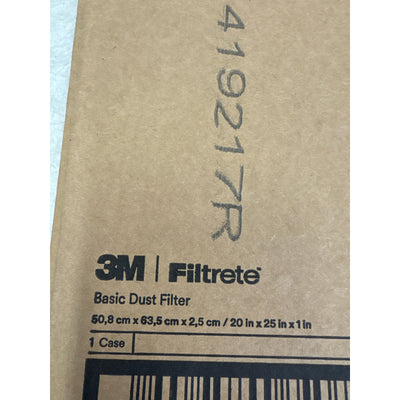 419217R
3M | Filtrete™
Basic Dust Filter
50,8 cm x 63,5 cm x 2,5 cm / 20 in x 25 in x 1 in
1 Case